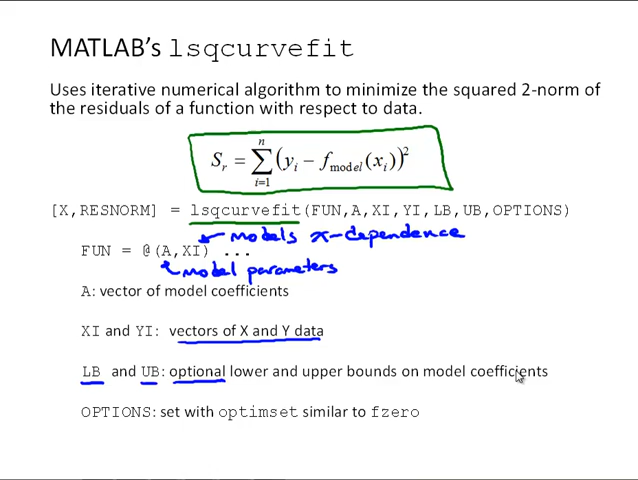 MATLAB's lsqcurvefit
Uses iterative numerical algorithm to minimize the squared 2-norm of
the residuals of a function with respect to data.
S_r = \sum_{i=1}^{n} (y_i − f_{model}(x_i))^2
[X,RESNORM] = lsqcurvefit(FUN,A,XI,YI,LB,UB,OPTIONS)
models x-dependence
FUN = @(A,XI) ...
model parameters
A: vector of model coefficients
XI and YI: vectors of X and Y data
LB and UB: optional lower and upper bounds on model coefficients
OPTIONS: set with optimset similar to fzero